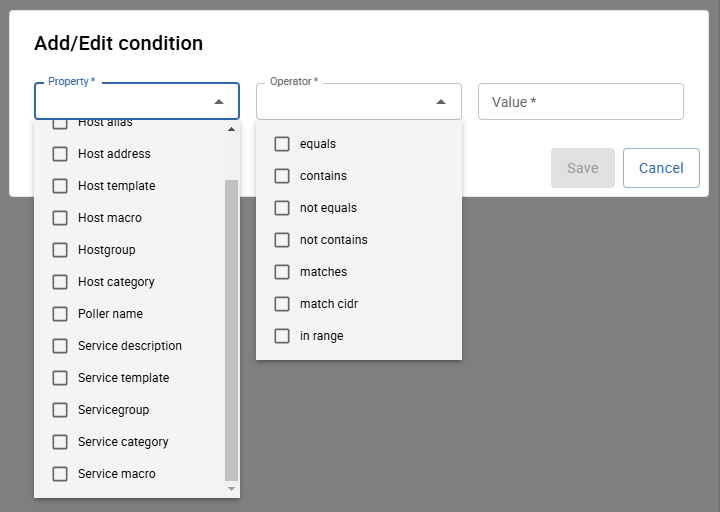 Add/Edit condition
Property *
Operator *
Value *
Host alias
Host address
Host template
Host macro
Hostgroup
Host category
Poller name
Service description
Service template
Servicegroup
Service category
Service macro
equals
contains
not equals
not contains
matches
match cidr
in range
Save
Cancel